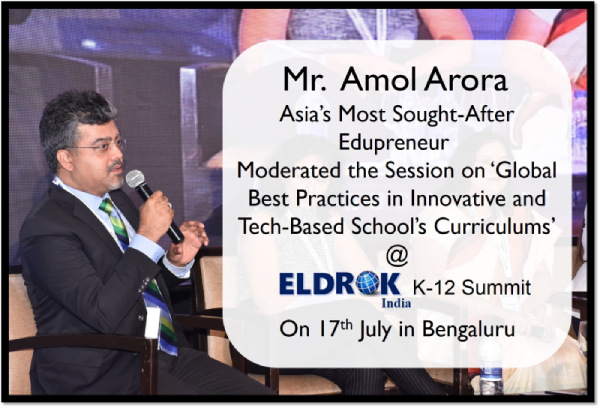 Mr. Amol Arora
Asia's Most Sought-After
Edupreneur
Moderated the Session on 'Global
Best Practices in Innovative and
Tech-Based School's Curriculums'
@
ELDROK K-12 Summit
India
On 17th July in Bengaluru